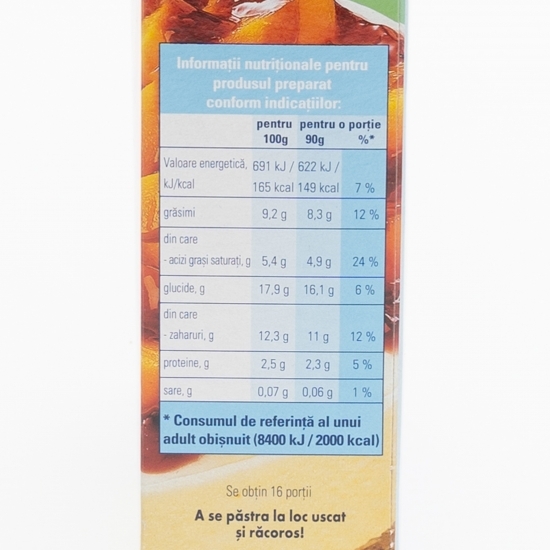 Informații nutriționale pentru
produsul preparat
conform indicațiilor:
pentru 100g pentru o porție 90g %*
Valoare energetică, kJ/kcal 691 kJ / 165 kcal 622 kJ / 149 kcal 7 %
grăsimi 9,2 g 8,3 g 12 %
din care
- acizi grași saturați, g 5,4 g 4,9 g 24 %
glucide, g 17,9 g 16,1 g 6 %
din care
- zaharuri, g 12,3 g 11 g 12 %
proteine, g 2,5 g 2,3 g 5 %
sare, g 0,07 g 0,06 g 1 %
* Consumul de referință al unui
adult obișnuit (8400 kJ / 2000 kcal)
Se obțin 16 porții
A se păstra la loc uscat
și răcoros!